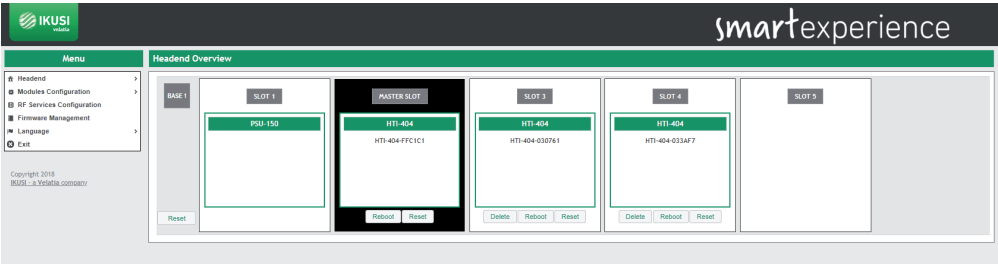 IKUSI
velatia
smartexperience
Menu
Headend
Modules Configuration
RF Services Configuration
Firmware Management
Language
Exit
Copyright 2018
IKUSI - a Velatia company
Headend Overview
BASE 1
Reset
SLOT 1
PSU-150
MASTER SLOT
HTI-404
HTI-404-FFC1C1
Reboot Reset
SLOT 3
HTI-404
HTI-404-030761
Delete Reboot Reset
SLOT 4
HTI-404
HTI-404-033AF7
Delete Reboot Reset
SLOT 5